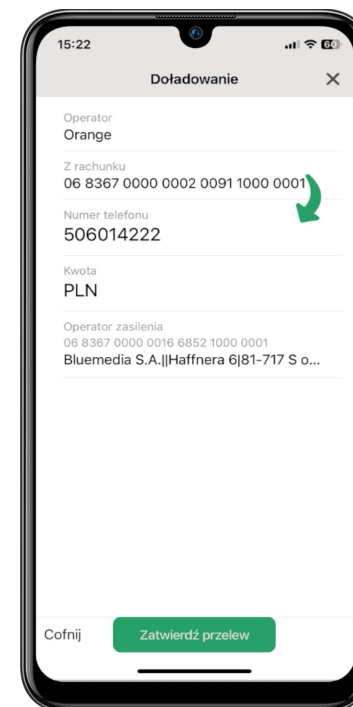 15:22
60
Doładowanie
Operator
Orange
Z rachunku
06 8367 0000 0002 0091 1000 0001
Numer telefonu
506014222
Kwota
PLN
Operator zasilenia
06 8367 0000 0016 6852 1000 0001
Bluemedia S.A.||Haffnera 6|81-717 S o...
Cofnij
Zatwierdź przelew